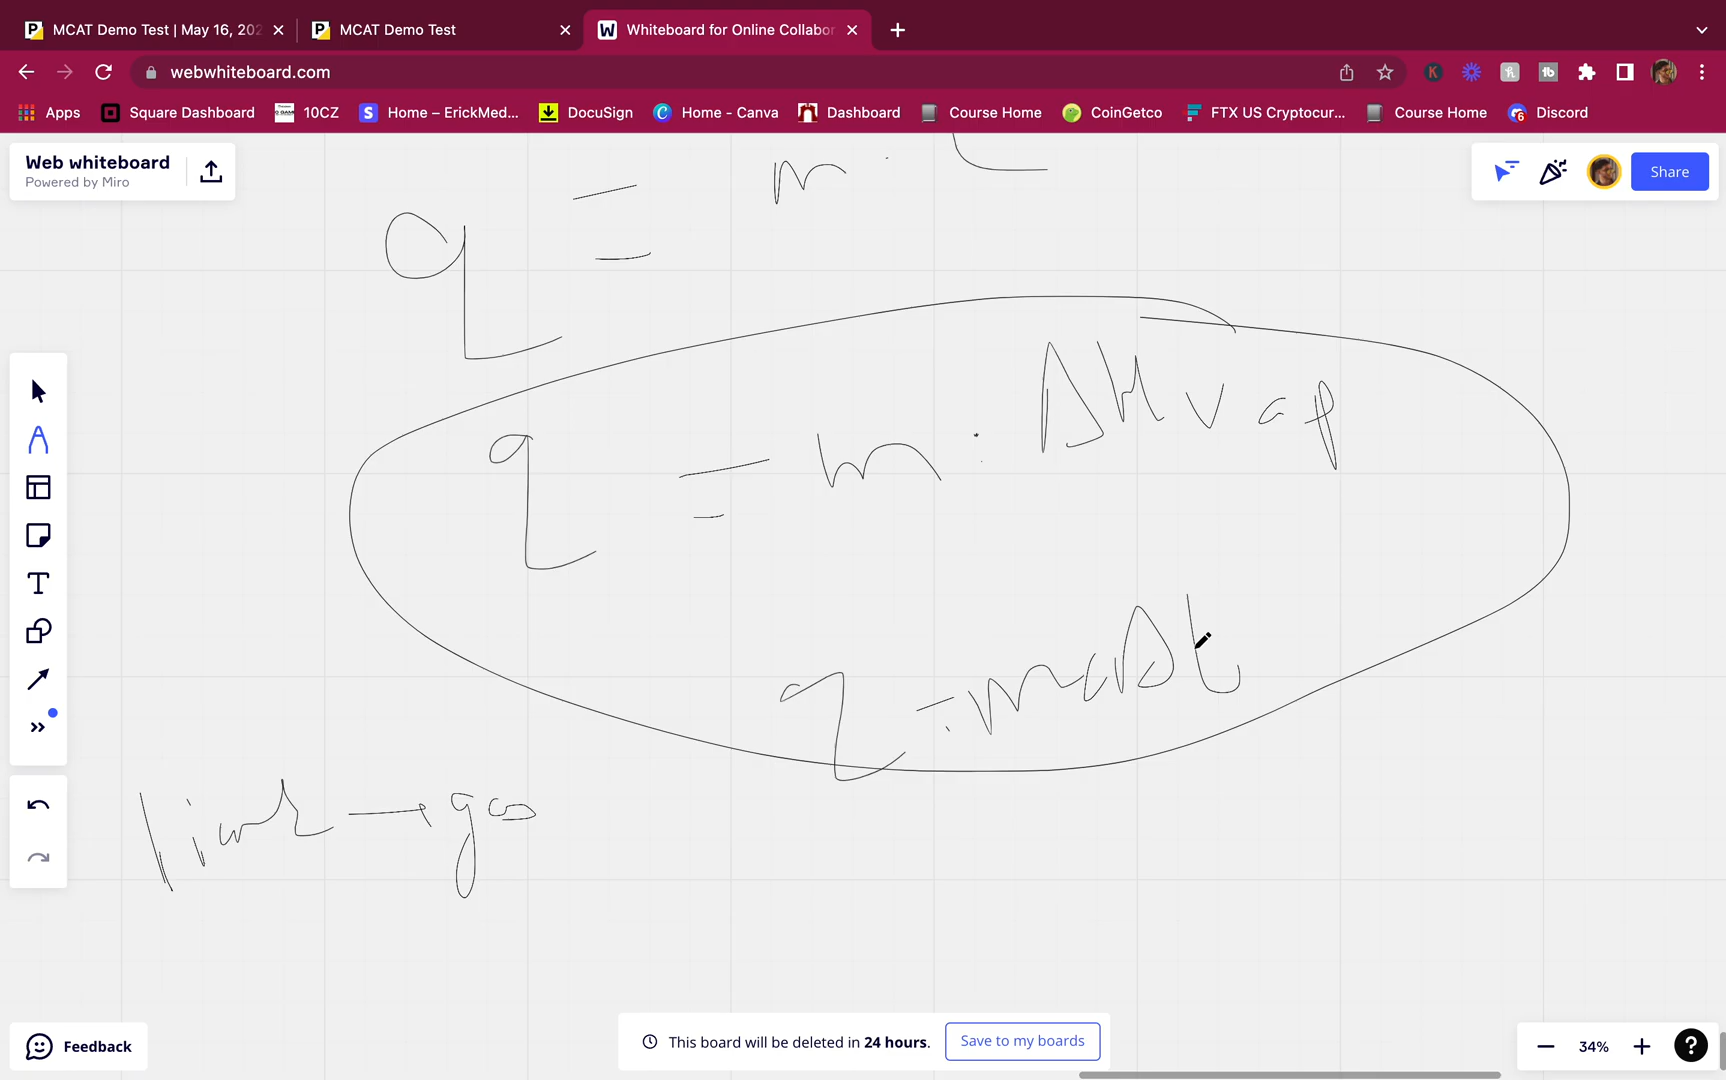 MCAT Demo Test | May 16, 202
MCAT Demo Test
Whiteboard for Online Collabor
webwhiteboard.com
Apps
Square Dashboard
10CZ
Home – ErickMed...
DocuSign
Home - Canva
Dashboard
Course Home
CoinGetco
FTX US Cryptocur...
Course Home
Discord
Web whiteboard
Powered by Miro
Share
q = m · L
q = m · ΔHvap
q = mcΔt
→ gas
Feedback
This board will be deleted in 24 hours.
Save to my boards
34%